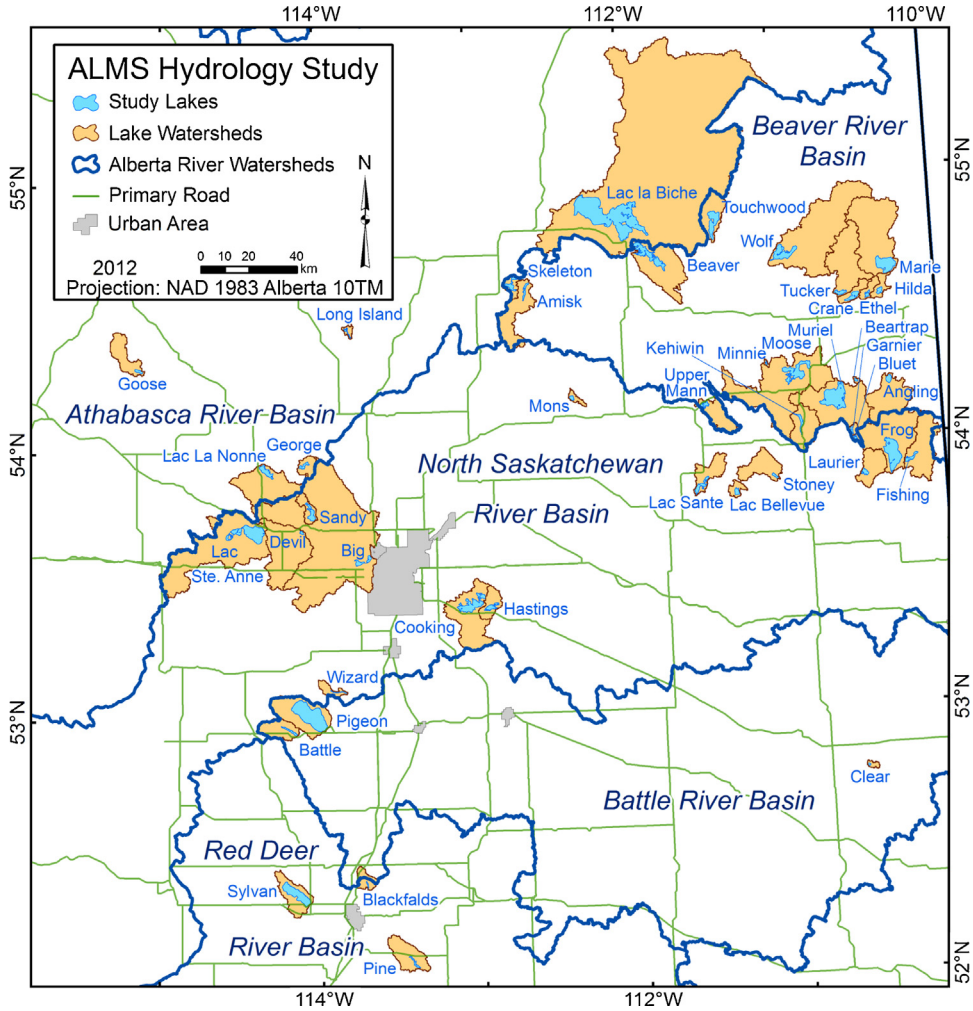 114°W
112°W
110°W
ALMS Hydrology Study
Study Lakes
Lake Watersheds
Alberta River Watersheds
Primary Road
Urban Area
N
2012
0 10 20 40
km
Projection: NAD 1983 Alberta 10TM
55°N
55°N
Beaver River
Basin
Lac la Biche
Touchwood
Wolf
Beaver
Marie
Skeleton
Amisk
Tucker
Hilda
Crane
Ethel
Long Island
Muriel
Beartrap
Moose
Garnier
Kehiwin
Minnie
Bluet
Goose
Upper
Mann
Angling
Mons
Athabasca River Basin
54°N
54°N
George
Lac La Nonne
North Saskatchewan
River Basin
Frog
Laurier
Stoney
Fishing
Lac Sante
Lac Bellevue
Sandy
Devil
Big
Lac
Ste. Anne
Hastings
Cooking
Wizard
53°N
53°N
Pigeon
Battle
Clear
Battle River Basin
Red Deer
River Basin
Sylvan
Blackfalds
Pine
52°N
114°W
112°W